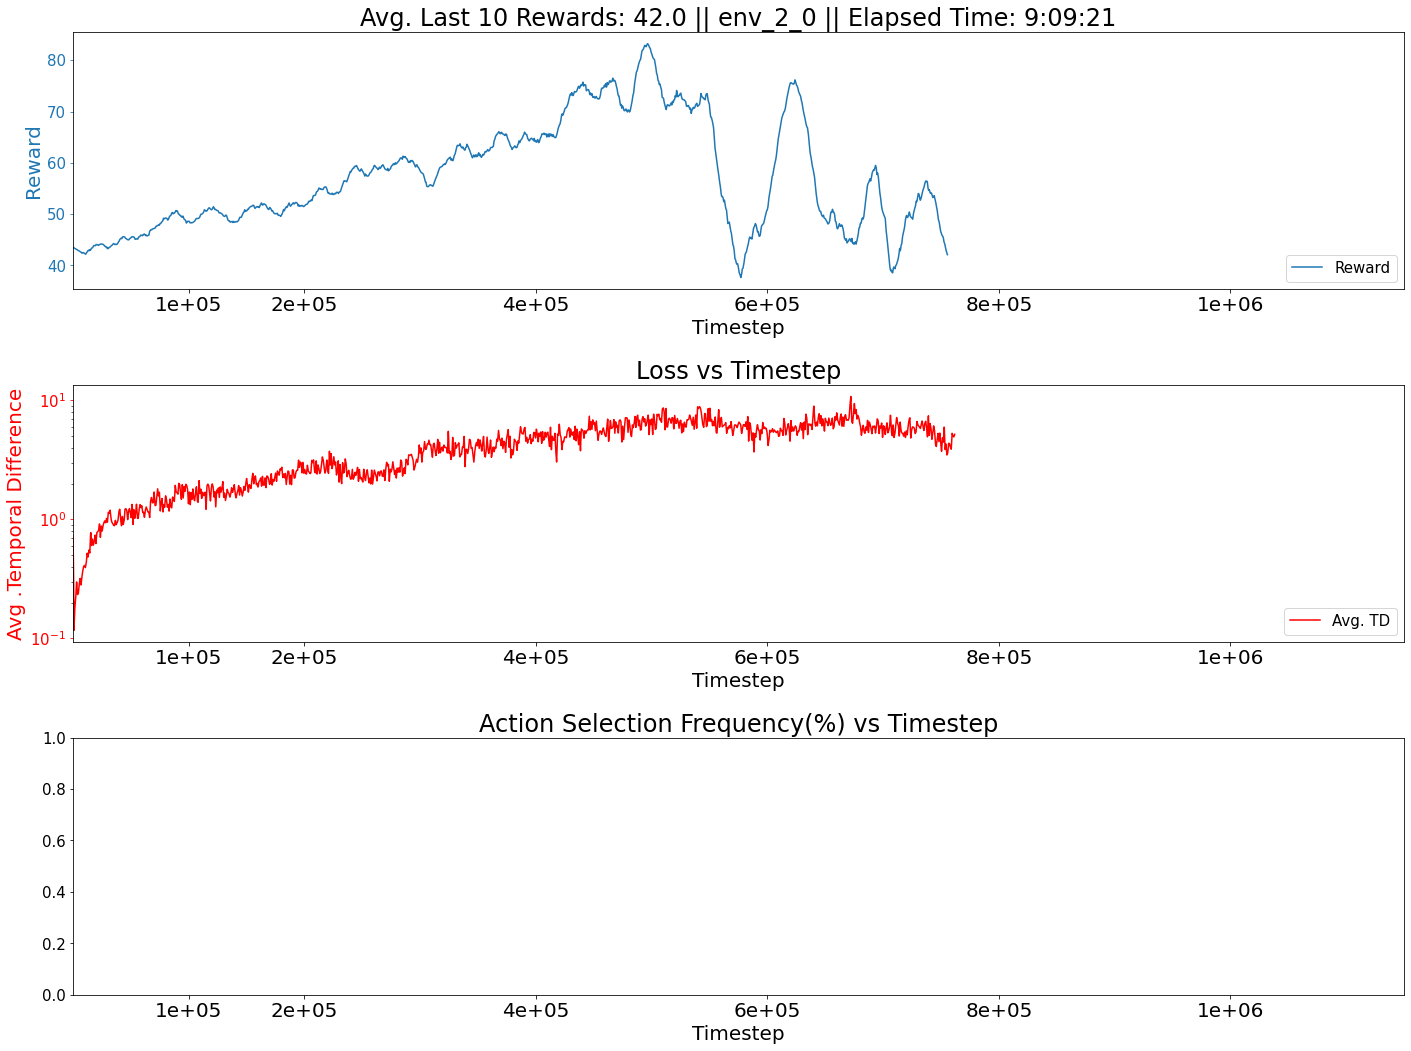 Avg. Last 10 Rewards: 42.0 || env_2_0 || Elapsed Time: 9:09:21
80
70
60
50
40
Reward
Reward
1e+05 2e+05 4e+05 6e+05 8e+05 1e+06
Timestep
Loss vs Timestep
10¹
10⁰
10⁻¹
Avg .Temporal Difference
Avg. TD
1e+05 2e+05 4e+05 6e+05 8e+05 1e+06
Timestep
Action Selection Frequency(%) vs Timestep
1.0
0.8
0.6
0.4
0.2
0.0
1e+05 2e+05 4e+05 6e+05 8e+05 1e+06
Timestep